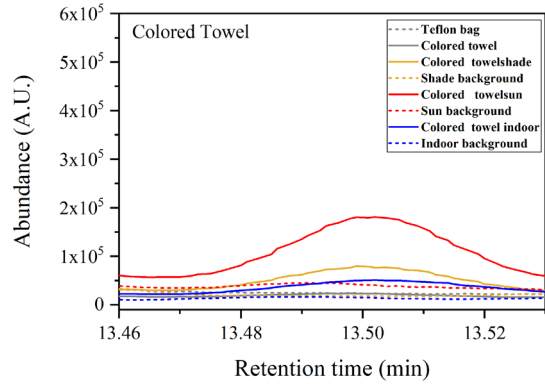 Colored Towel
Teflon bag
Colored towel
Colored towelshade
Shade background
Colored towelsun
Sun background
Colored towel indoor
Indoor background
6x10⁵
5x10⁵
4x10⁵
3x10⁵
2x10⁵
1x10⁵
0
Abundance (A.U.)
13.46
13.48
13.50
13.52
Retention time (min)